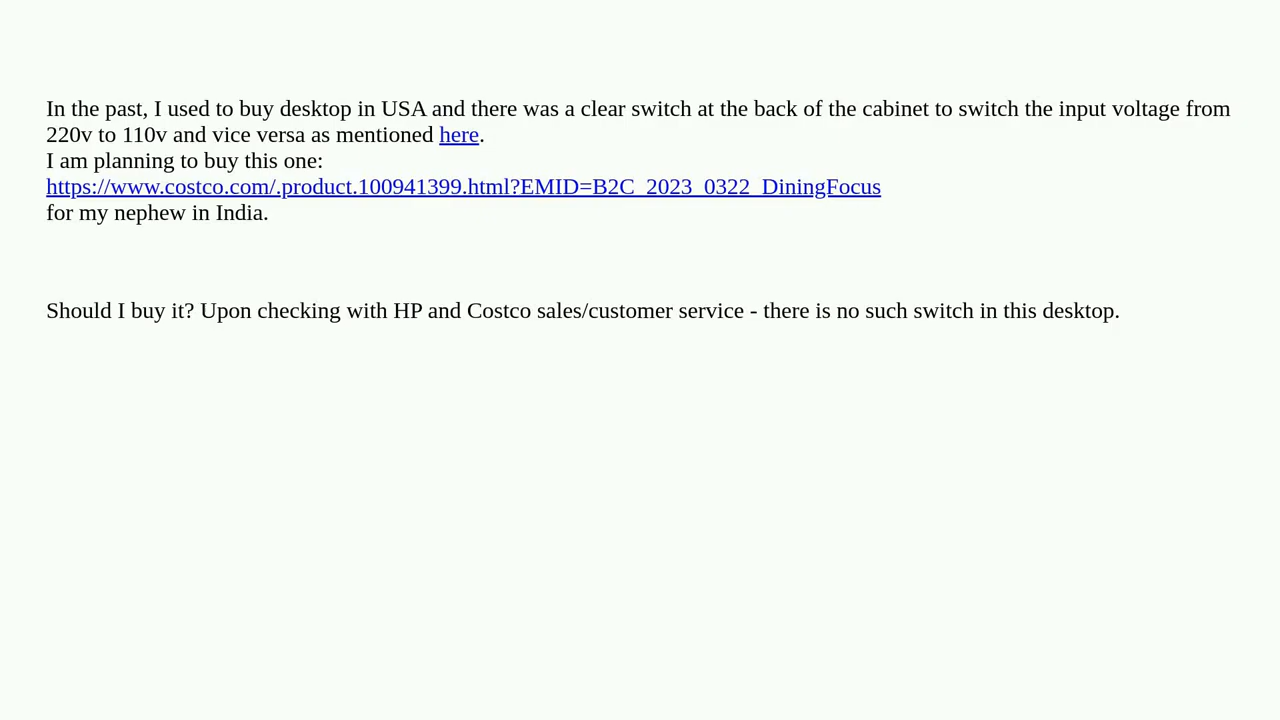 In the past, I used to buy desktop in USA and there was a clear switch at the back of the cabinet to switch the input voltage from
220v to 110v and vice versa as mentioned here.
I am planning to buy this one:
https://www.costco.com/.product.100941399.html?EMID=B2C_2023_0322_DiningFocus
for my nephew in India.
Should I buy it? Upon checking with HP and Costco sales/customer service - there is no such switch in this desktop.